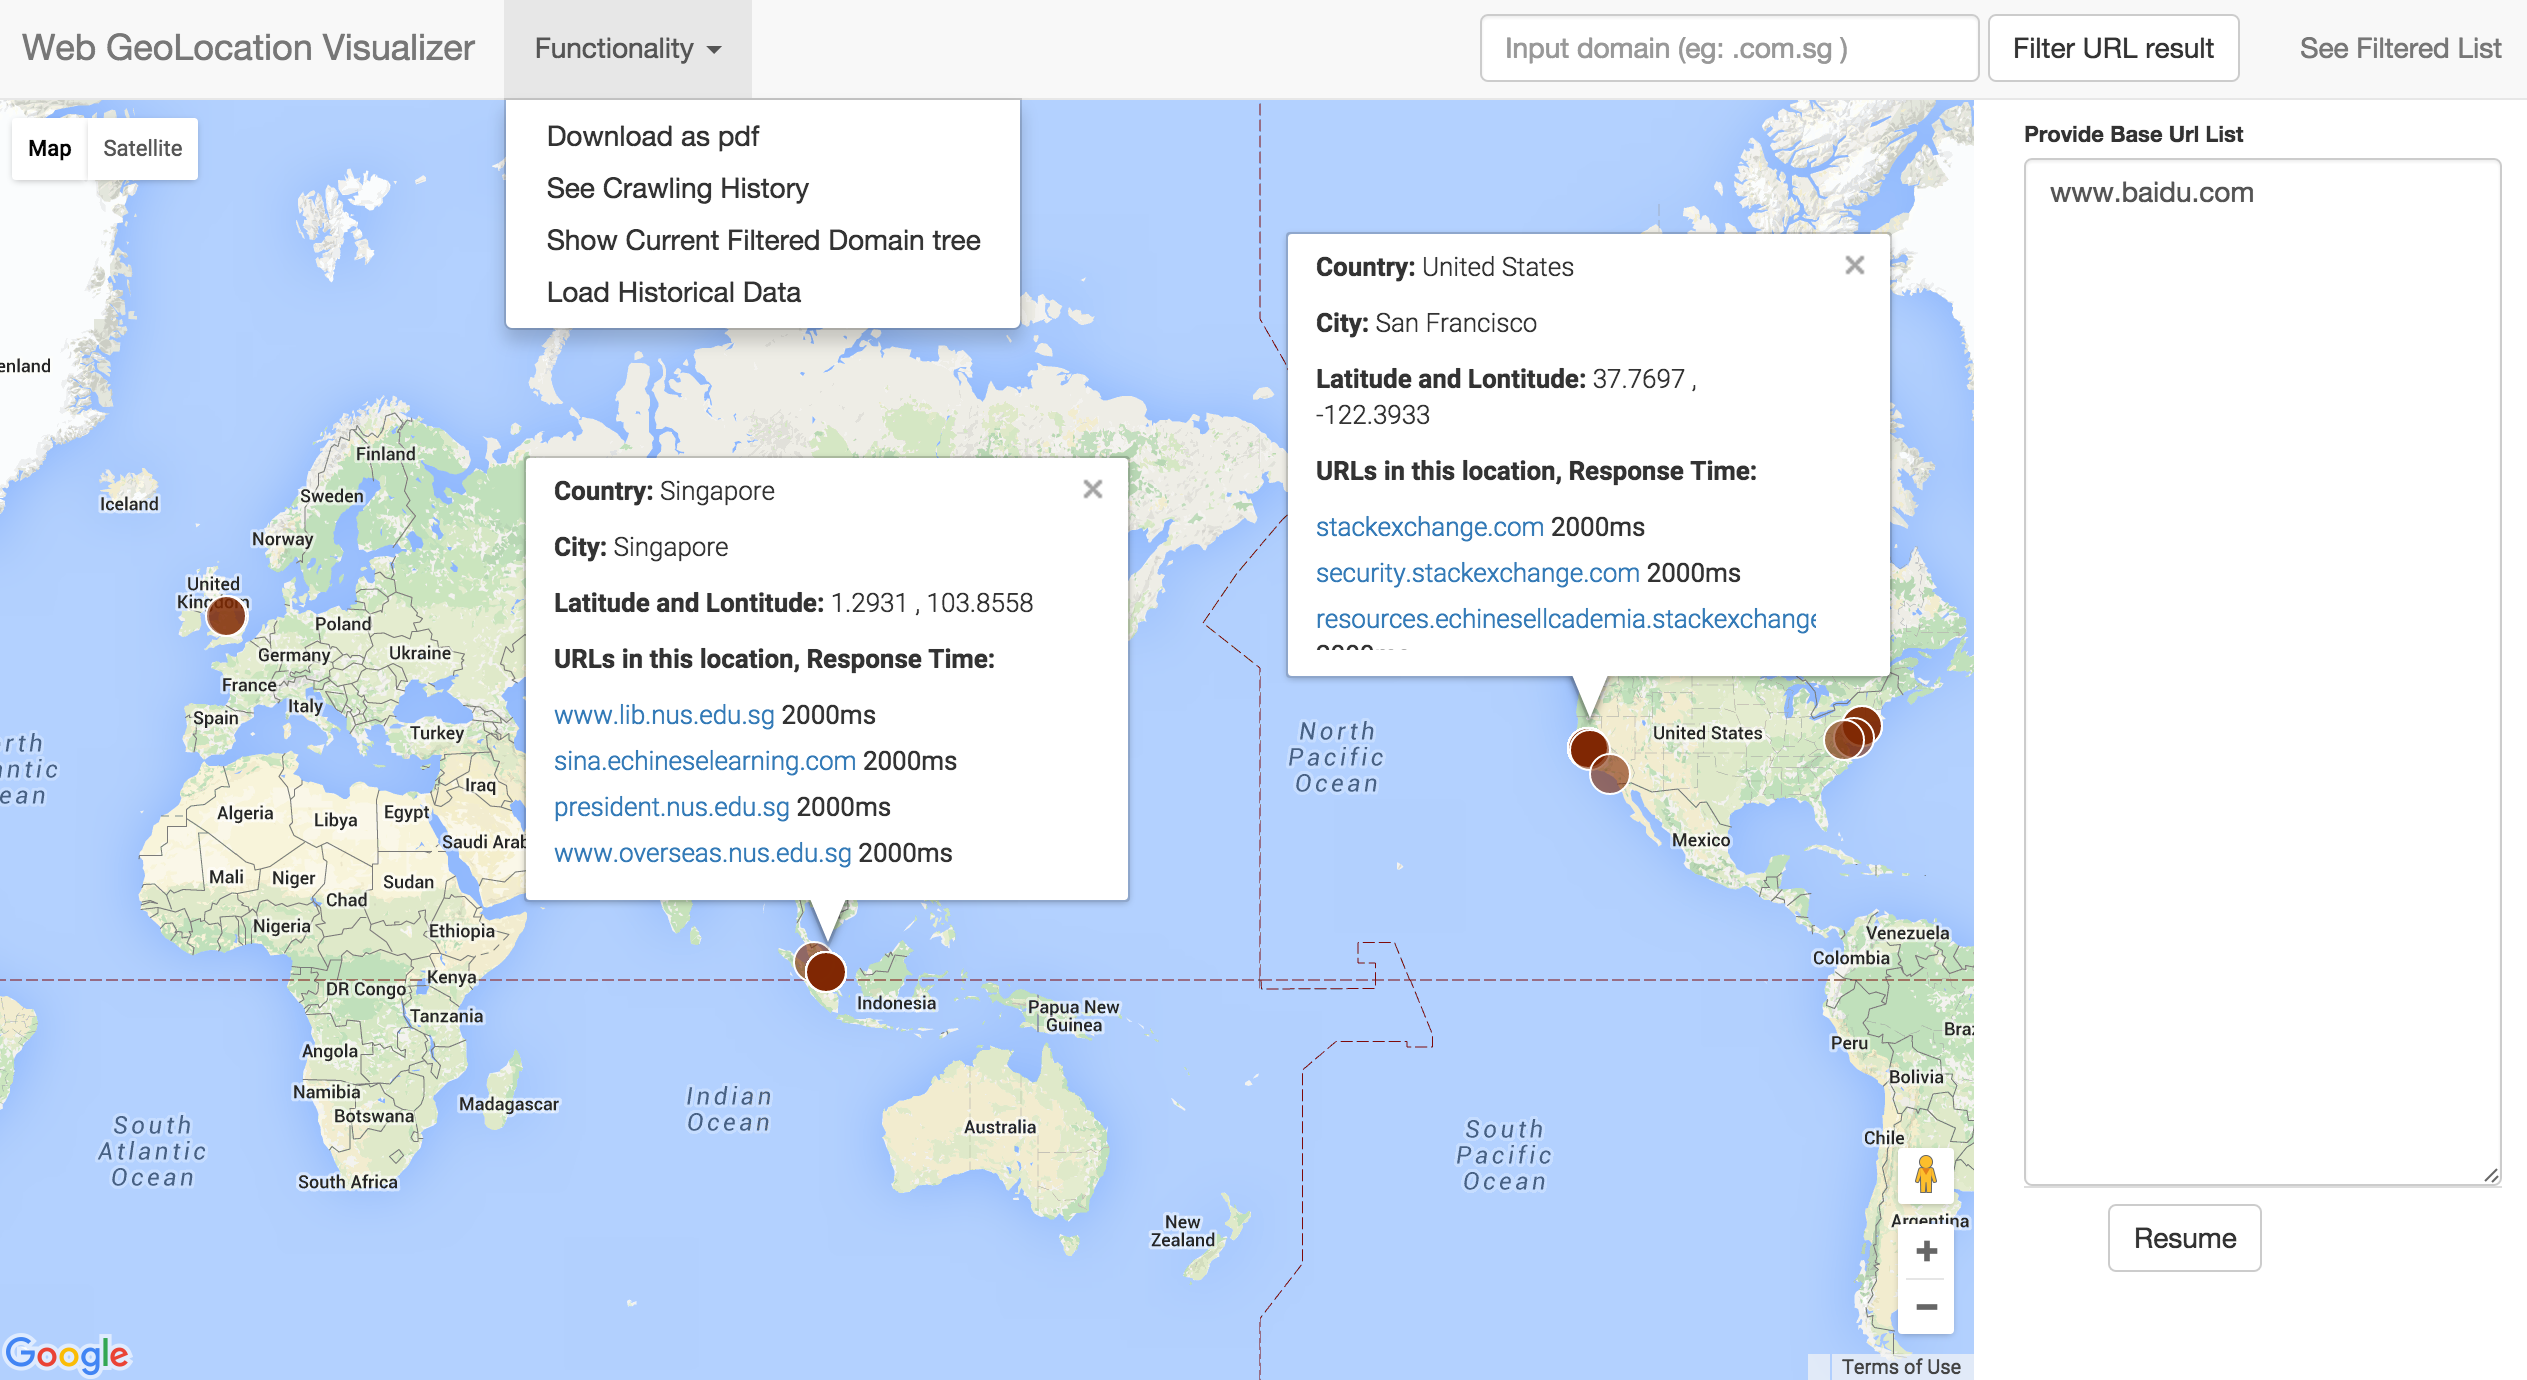 Web GeoLocation Visualizer
Functionality
Input domain (eg: .com.sg )
Filter URL result
See Filtered List
Download as pdf
See Crawling History
Show Current Filtered Domain tree
Load Historical Data
Map
Satellite
Provide Base Url List
www.baidu.com
Resume
Country: United States
City: San Francisco
Latitude and Lontitude: 37.7697 ,
-122.3933
URLs in this location, Response Time:
stackexchange.com 2000ms
security.stackexchange.com 2000ms
resources.echinesellcademia.stackexchange
Country: Singapore
City: Singapore
Latitude and Lontitude: 1.2931 , 103.8558
URLs in this location, Response Time:
www.lib.nus.edu.sg 2000ms
sina.echineselearning.com 2000ms
president.nus.edu.sg 2000ms
www.overseas.nus.edu.sg 2000ms
enland
Iceland
Finland
Sweden
Norway
United
Kingdom
Poland
Germany
Ukraine
France
Italy
Spain
Turkey
Iraq
Algeria
Libya
Egypt
Saudi Arab
Mali
Niger
Chad
Sudan
Nigeria
Ethiopia
DR Congo
Kenya
Tanzania
Angola
Namibia
Botswana
Madagascar
South Africa
rth
antic
ean
South
Atlantic
Ocean
Indian
Ocean
Indonesia
Papua New
Guinea
Australia
New
Zealand
North
Pacific
Ocean
South
Pacific
Ocean
United States
Mexico
Venezuela
Colombia
Braz
Peru
Bolivia
Chile
Argentina
Google
Terms of Use